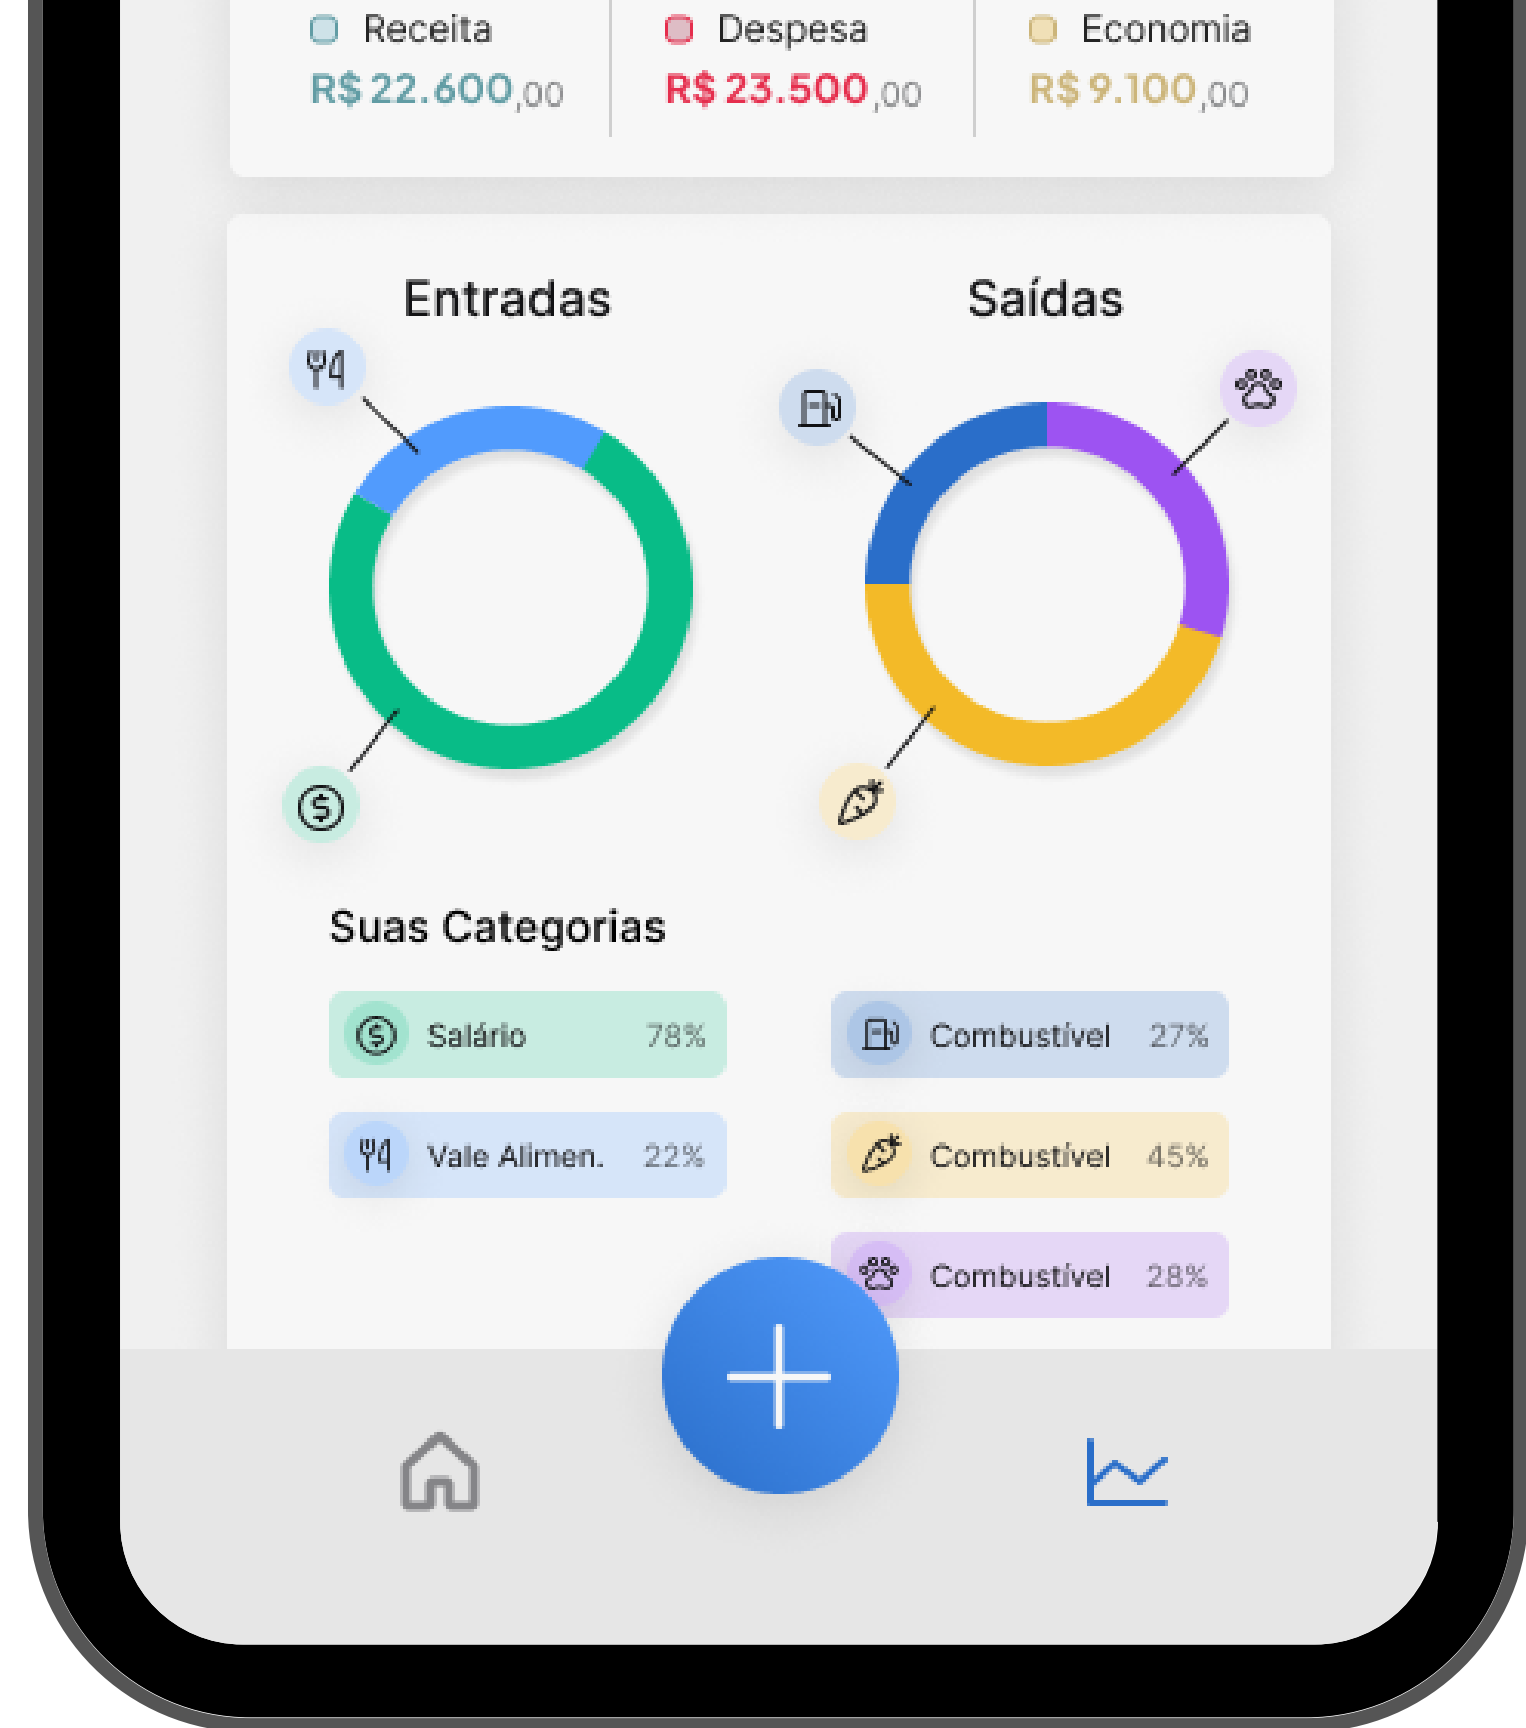 Receita Despesa Economia
R$ 22.600,00 R$ 23.500,00 R$ 9.100,00
Entradas Saídas
Suas Categorias
Salário 78% Combustível 27%
Vale Alimen. 22% Combustível 45%
Combustível 28%